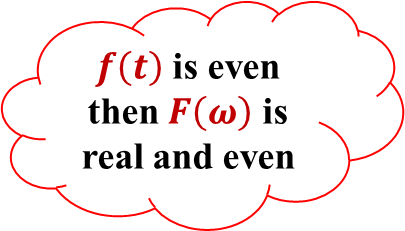 f(t) is even
then F(ω) is
real and even